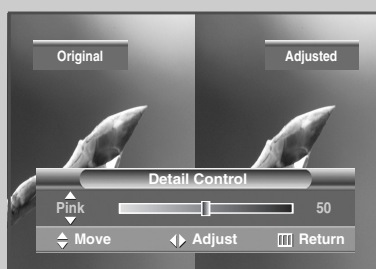 Original Adjusted
Detail Control
Pink 50
Move Adjust Return